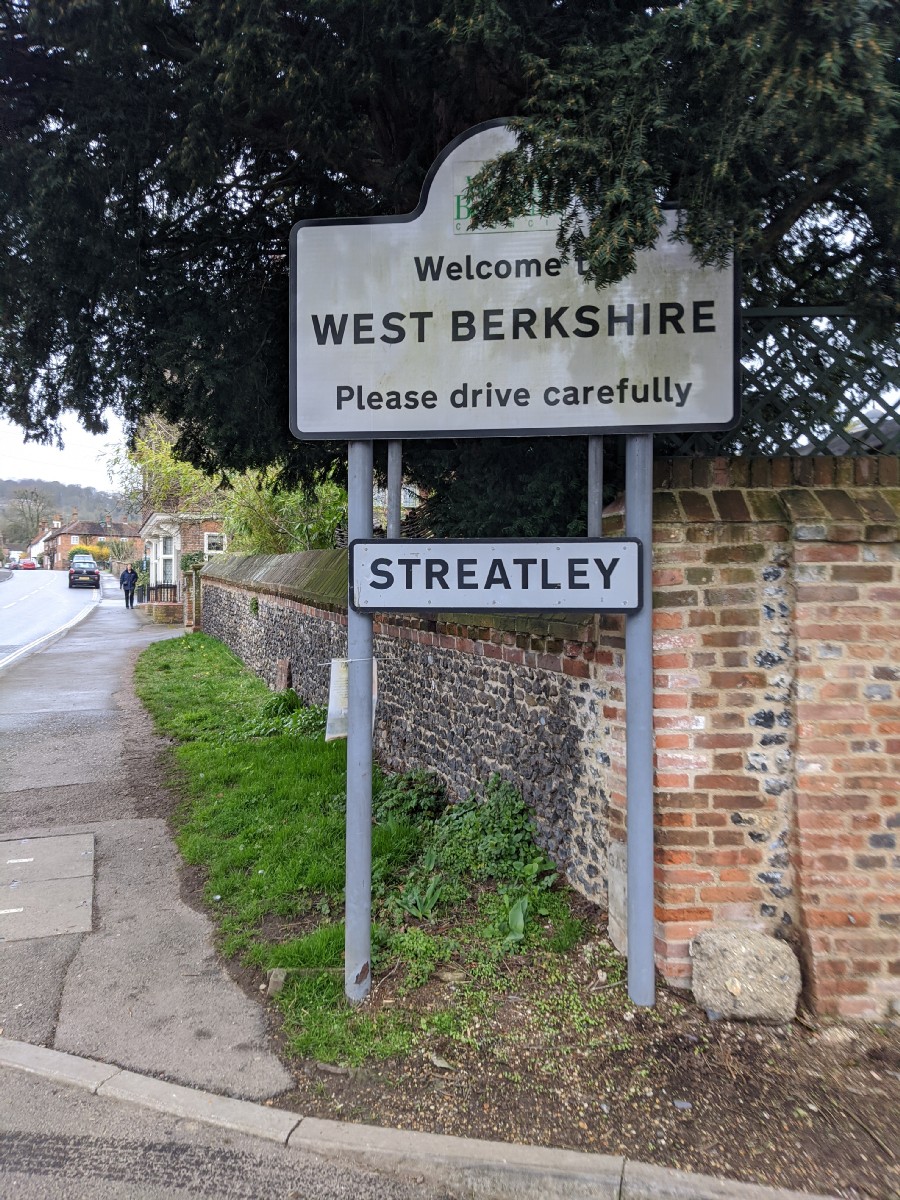 Welcome t
WEST BERKSHIRE
Please drive carefully
STREATLEY